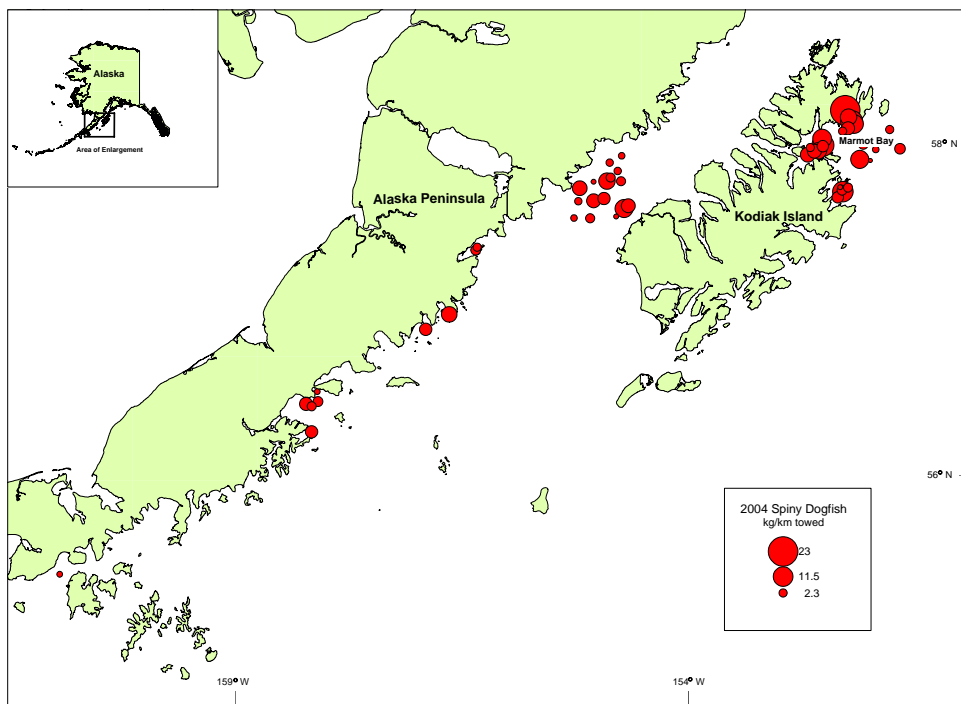 Alaska
Area of Enlargement
Marmot Bay
58° N
Alaska Peninsula
Kodiak Island
56° N
2004 Spiny Dogfish
kg/km towed
23
11.5
2.3
159° W
154° W